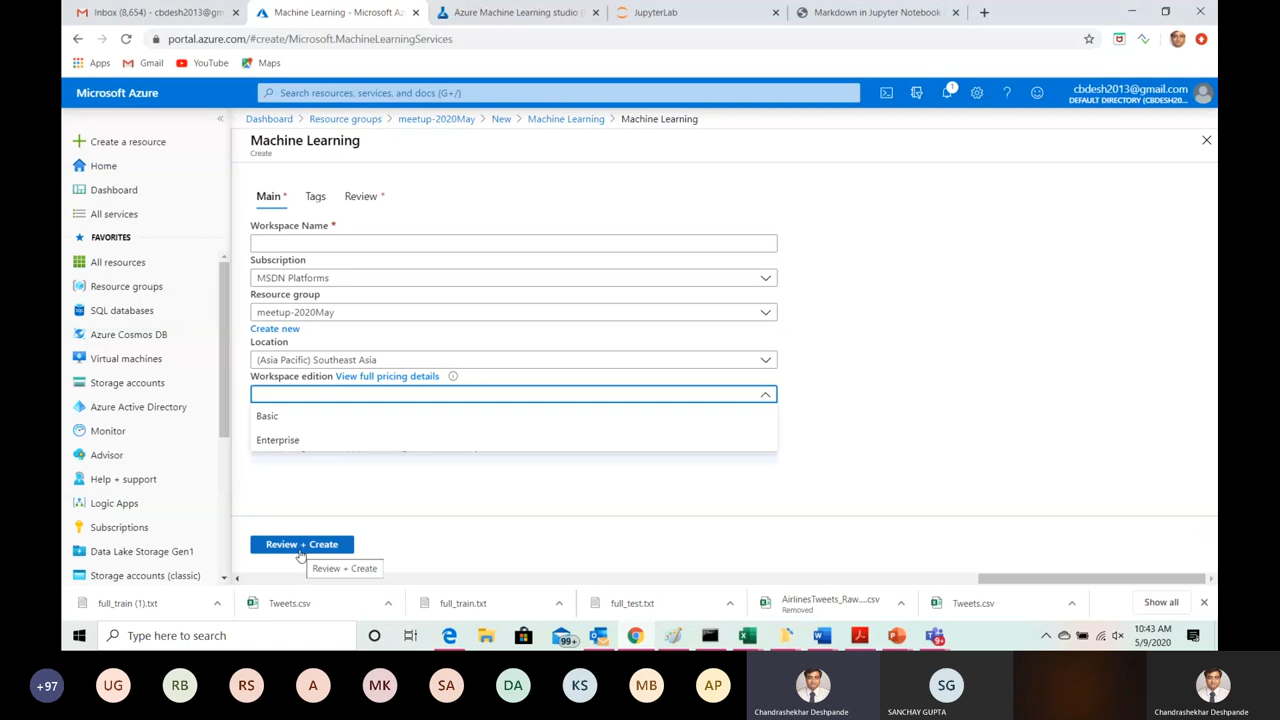 Inbox (8,654) - cbdesh2013@gm
Machine Learning - Microsoft Az
Azure Machine Learning studio (
JupyterLab
Markdown in Jupyter Notebook
portal.azure.com/#create/Microsoft.MachineLearningServices
Apps
Gmail
YouTube
Maps
Microsoft Azure
Search resources, services, and docs (G+/)
1
cbdesh2013@gmail.com
DEFAULT DIRECTORY (CBDESH20...
Dashboard > Resource groups > meetup-2020May > New > Machine Learning > Machine Learning
Machine Learning
Create
Create a resource
Home
Dashboard
All services
FAVORITES
All resources
Resource groups
SQL databases
Azure Cosmos DB
Virtual machines
Storage accounts
Azure Active Directory
Monitor
Advisor
Help + support
Logic Apps
Subscriptions
Data Lake Storage Gen1
Storage accounts (classic)
Main *
Tags
Review *
Workspace Name *
Subscription
MSDN Platforms
Resource group
meetup-2020May
Create new
Location
(Asia Pacific) Southeast Asia
Workspace edition View full pricing details
Basic
Enterprise
Review + Create
Review + Create
full_train (1).txt
Tweets.csv
full_train.txt
full_test.txt
AirlinesTweets_Raw....csv
Removed
Tweets.csv
Show all
Type here to search
99+
9+
10:43 AM
5/9/2020
+97
UG
RB
RS
A
MK
SA
DA
KS
MB
AP
Chandrashekhar Deshpande
SG
SANCHAY GUPTA
Chandrashekhar Deshpande